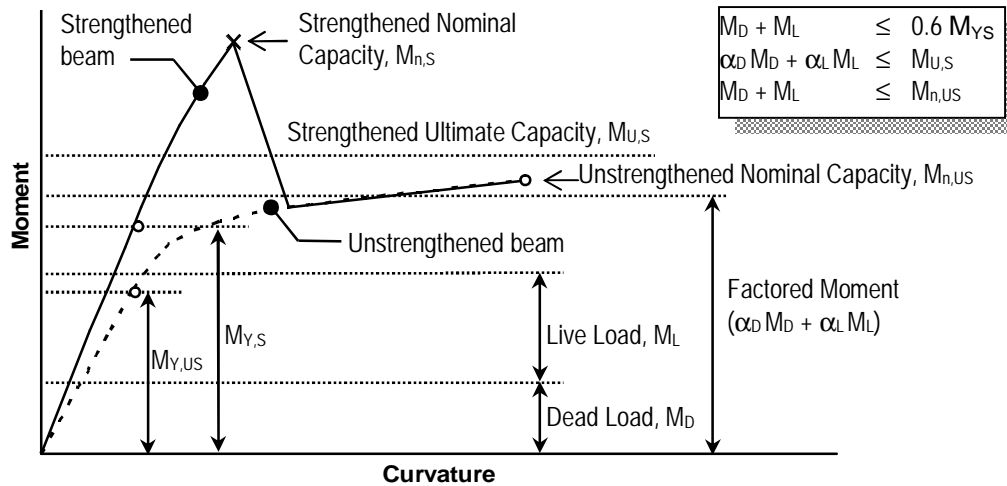 Strengthened
beam
Strengthened Nominal
Capacity, Mn,S
MD + ML ≤ 0.6 MYS
αD MD + αL ML ≤ MU,S
MD + ML ≤ Mn,US
Strengthened Ultimate Capacity, MU,S
Unstrengthened Nominal Capacity, Mn,US
Unstrengthened beam
Moment
Factored Moment
(αD MD + αL ML)
Live Load, ML
MY,S
MY,US
Dead Load, MD
Curvature